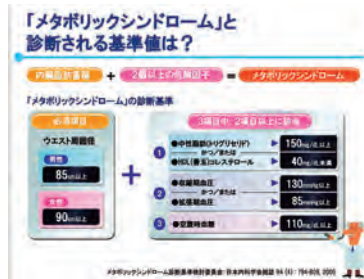 「メタボリックシンドローム」と
診断される基準値は？
内臓脂肪蓄積 + 2個以上の危険因子 = メタボリックシンドローム
「メタボリックシンドローム」の診断基準
必須項目
ウエスト周囲径
男性
85cm以上
女性
90cm以上
+
3項目中、2項目以上に該当
1
●中性脂肪(トリグリセリド)
かつ/または
●HDL(善玉)コレステロール
150mg/dL以上
40mg/dL未満
2
●収縮期血圧
かつ/または
●拡張期血圧
130mmHg以上
85mmHg以上
3
●空腹時血糖
110mg/dL以上
メタボリックシンドローム診断基準検討委員会: 日本内科学会雑誌 94 (4) : 794-809, 2005